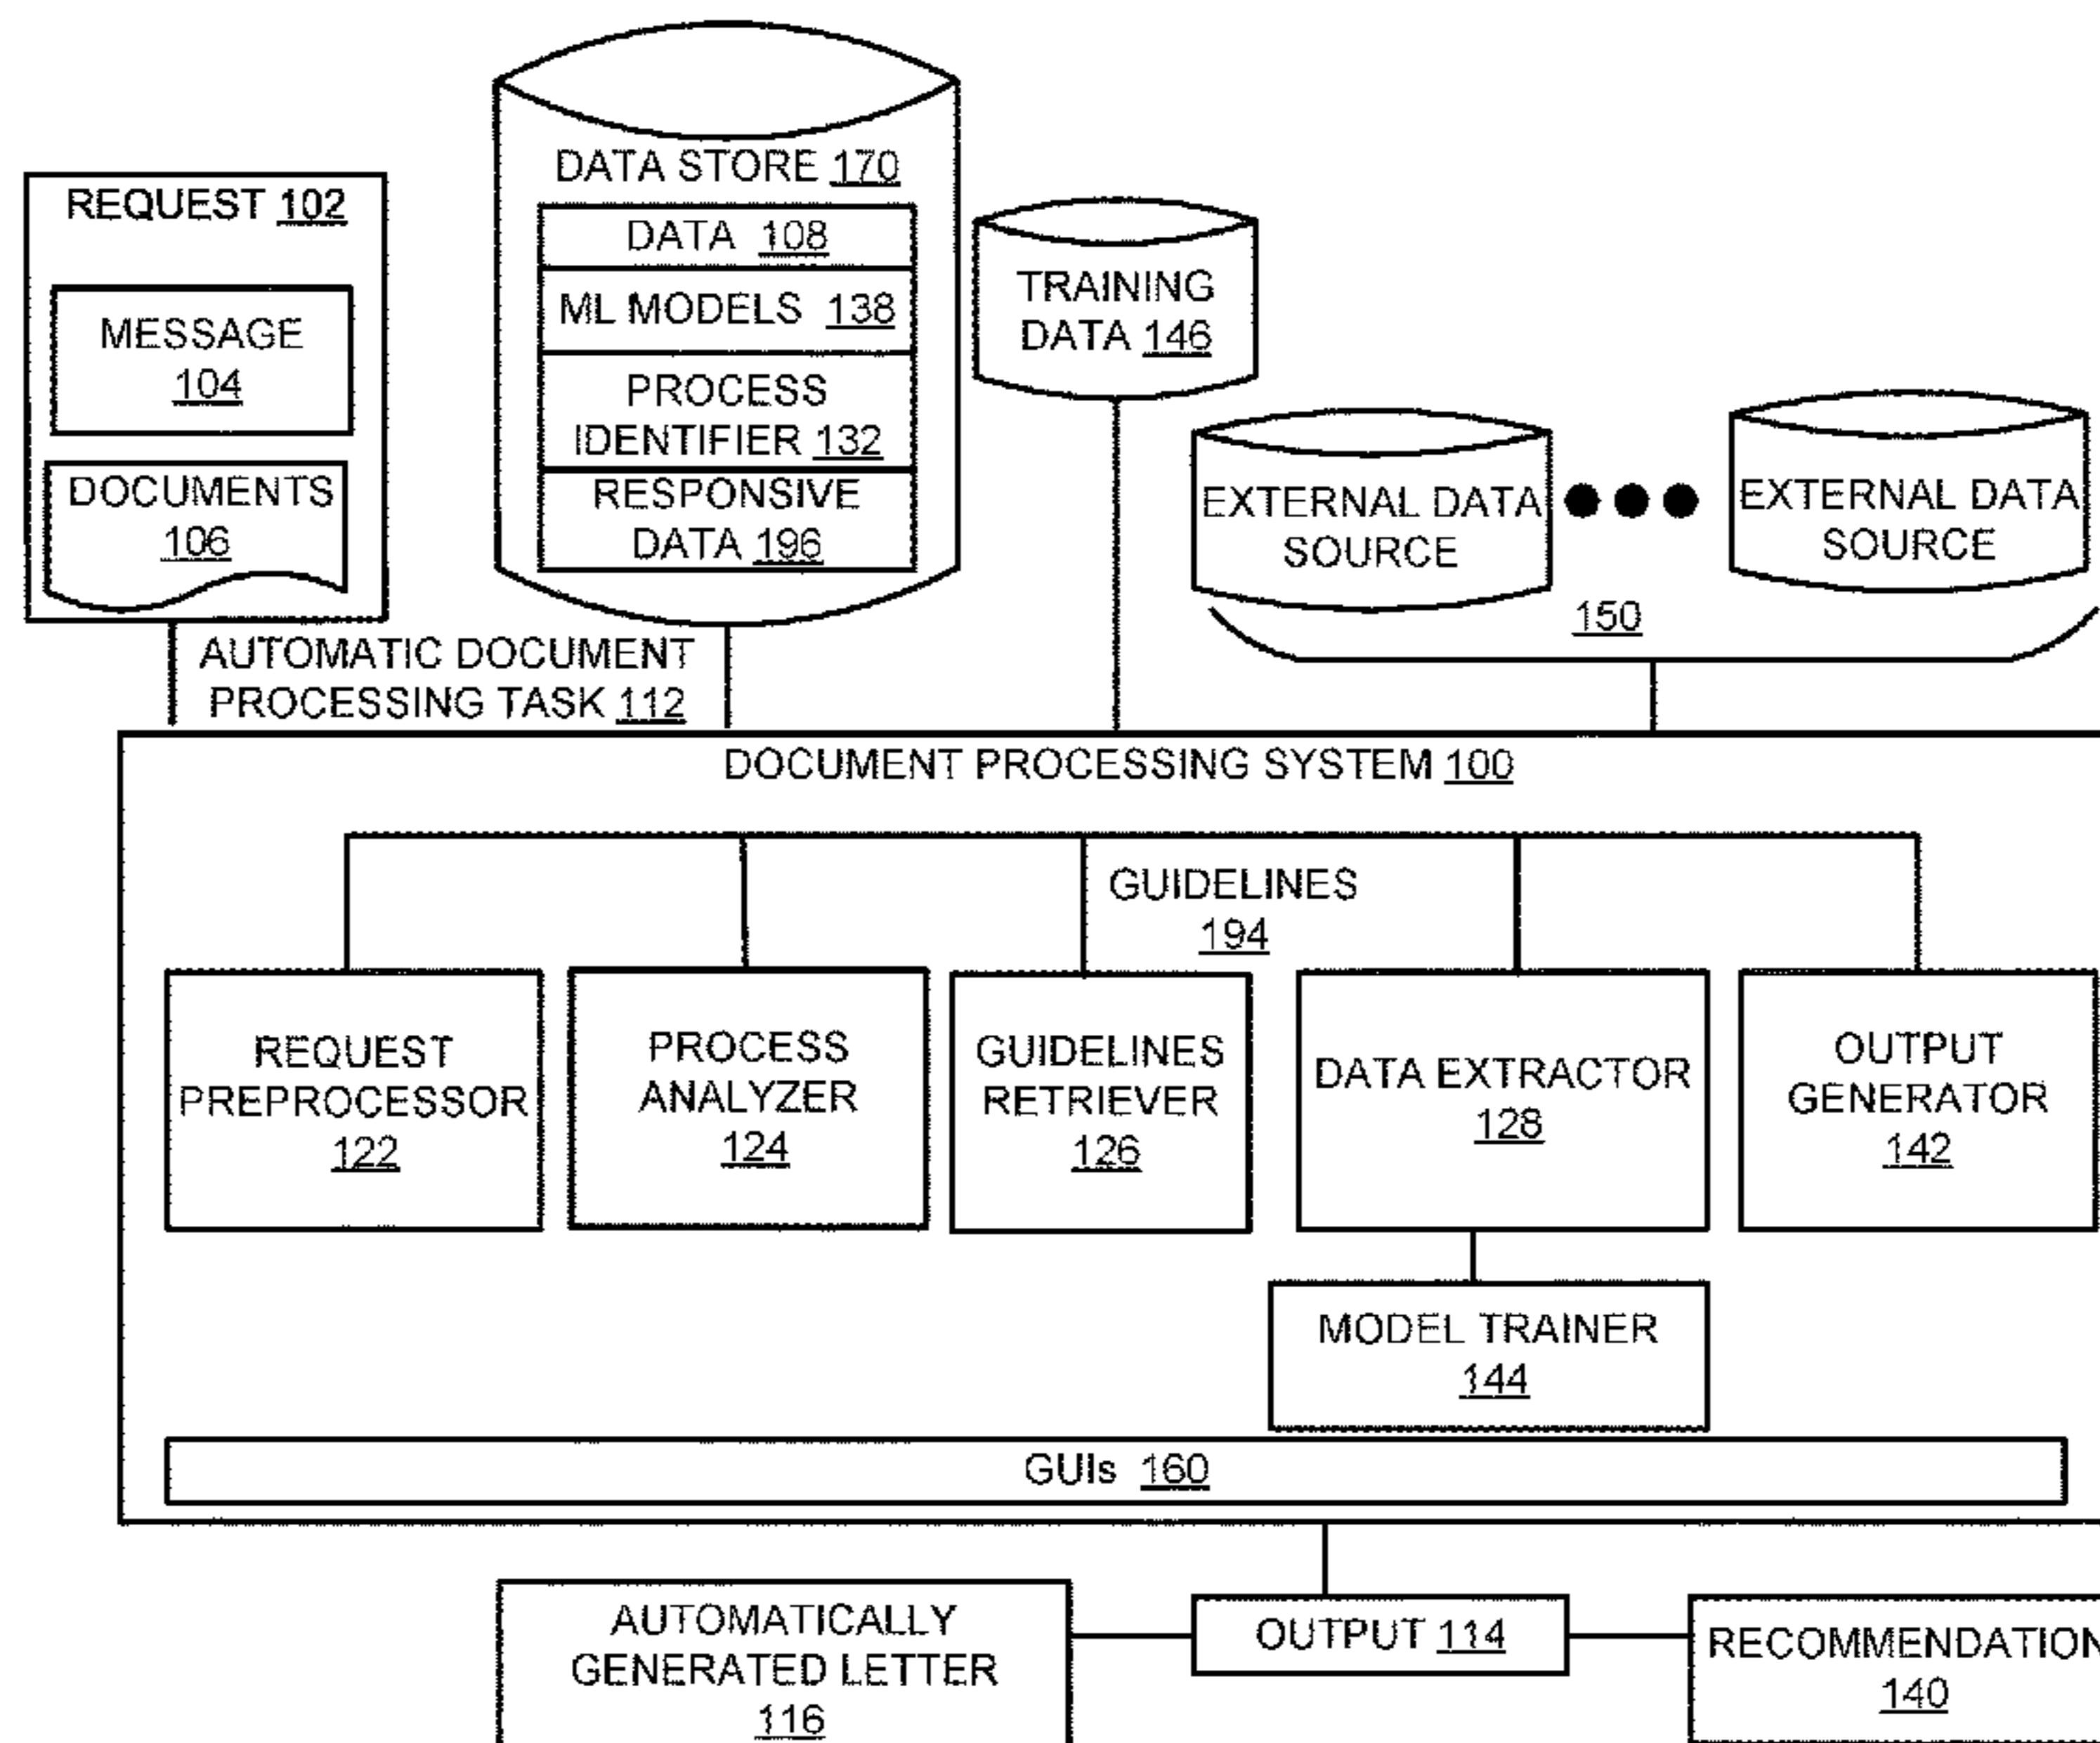 REQUEST 102
MESSAGE
104
DOCUMENTS
106
DATA STORE 170
DATA 108
ML MODELS 138
PROCESS
IDENTIFIER 132
RESPONSIVE
DATA 196
TRAINING
DATA 146
EXTERNAL DATA
SOURCE
EXTERNAL DATA
SOURCE
150
AUTOMATIC DOCUMENT
PROCESSING TASK 112
DOCUMENT PROCESSING SYSTEM 100
GUIDELINES
194
REQUEST
PREPROCESSOR
122
PROCESS
ANALYZER
124
GUIDELINES
RETRIEVER
126
DATA EXTRACTOR
128
OUTPUT
GENERATOR
142
MODEL TRAINER
144
GUIs 160
AUTOMATICALLY
GENERATED LETTER
116
OUTPUT 114
RECOMMENDATION
140